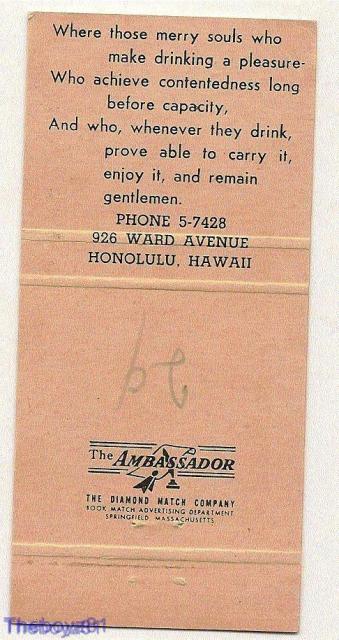 Where those merry souls who
make drinking a pleasure-
Who achieve contentedness long
before capacity,
And who, whenever they drink,
prove able to carry it,
enjoy it, and remain
gentlemen.
PHONE 5-7428
926 WARD AVENUE
HONOLULU, HAWAII
The AMBASSADOR
THE DIAMOND MATCH COMPANY
BOOK MATCH ADVERTISING DEPARTMENT
SPRINGFIELD MASSACHUSETTS